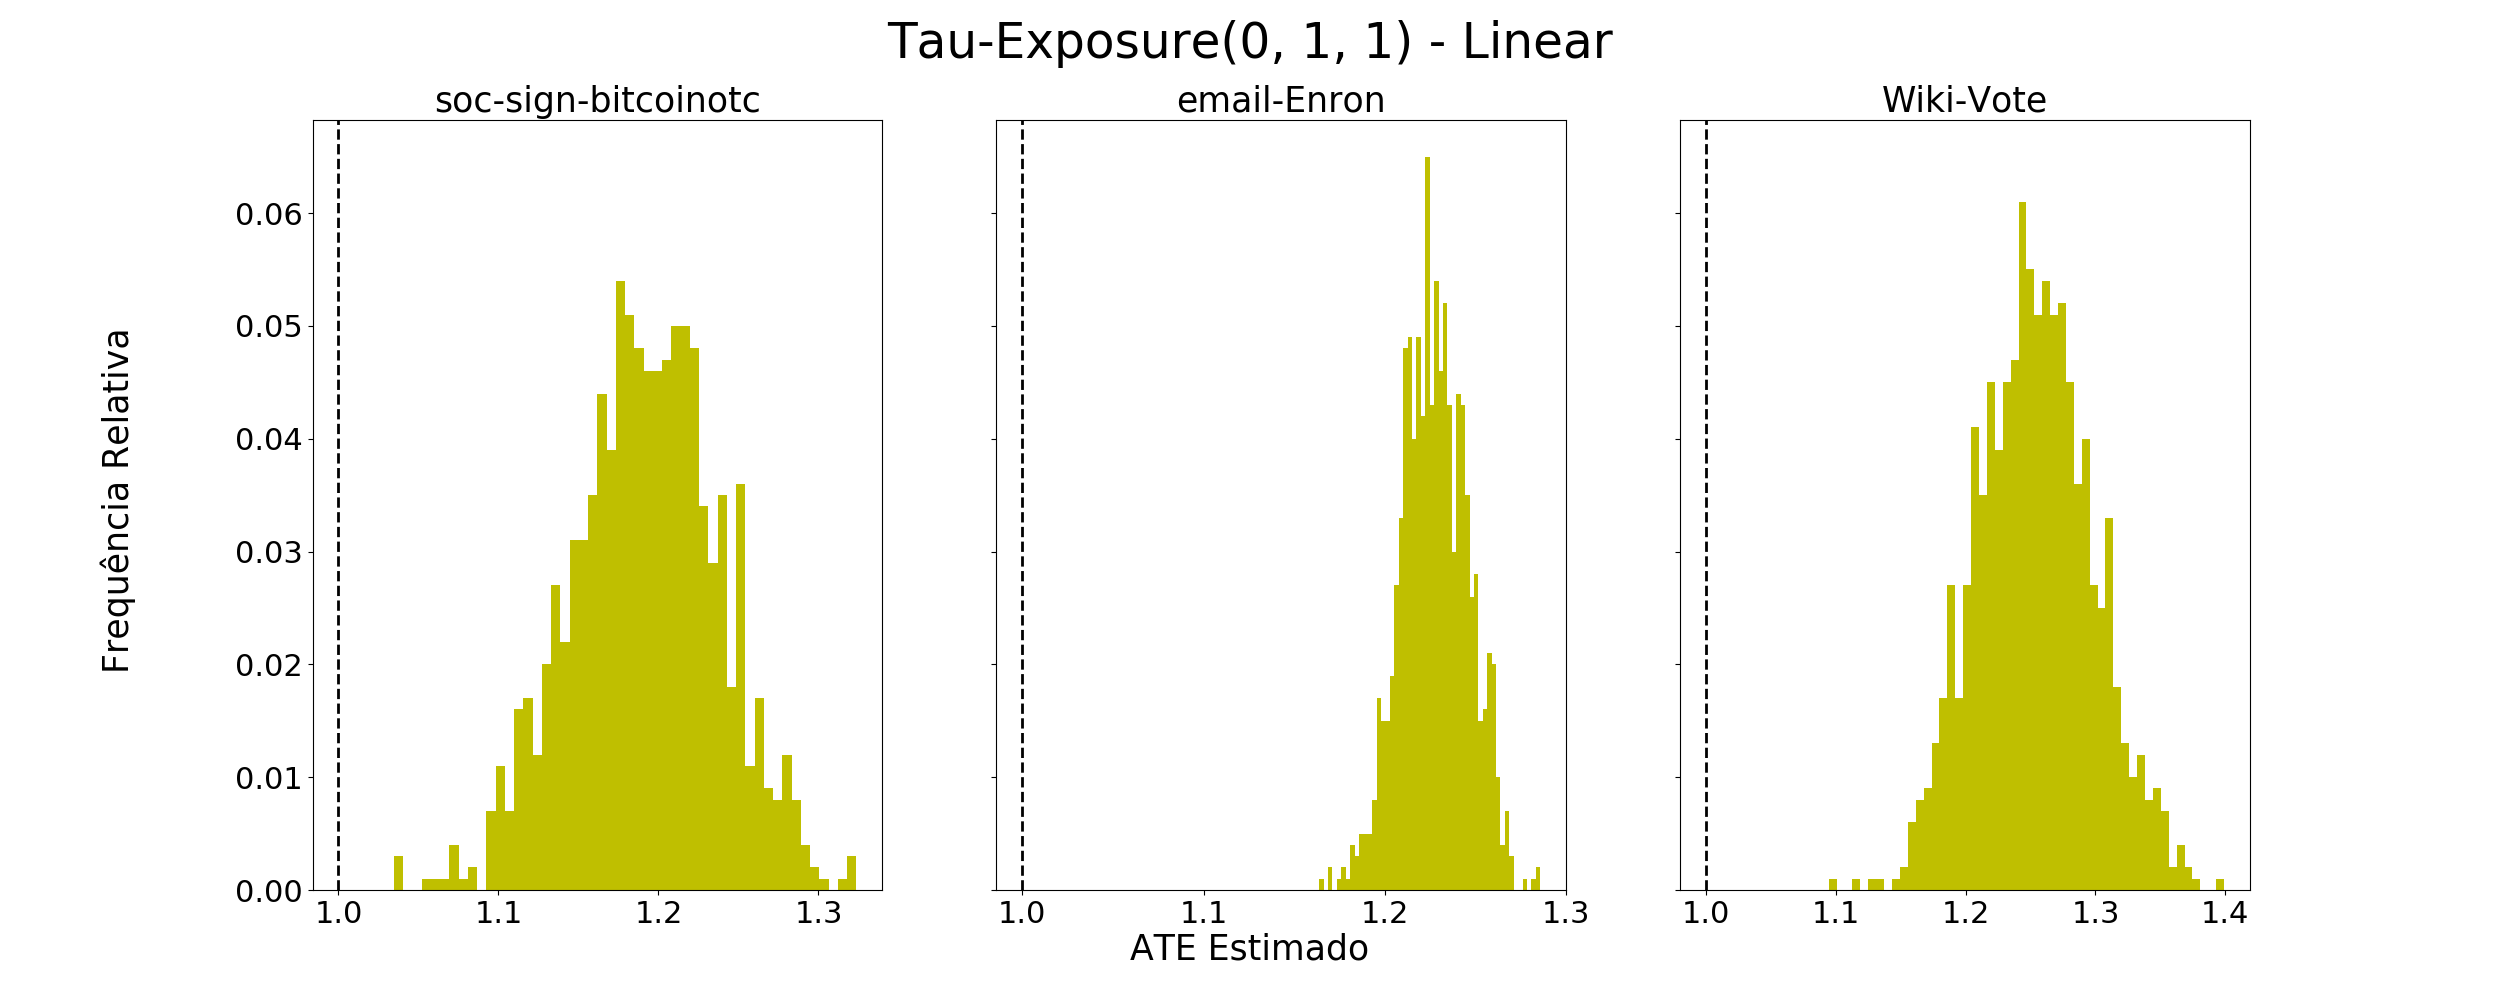 Tau-Exposure(0, 1, 1) - Linear
soc-sign-bitcoinotc
email-Enron
Wiki-Vote
Frequência Relativa
0.06
0.05
0.04
0.03
0.02
0.01
0.00
1.0 1.1 1.2 1.3
1.0 1.1 1.2 1.3
1.0 1.1 1.2 1.3 1.4
ATE Estimado